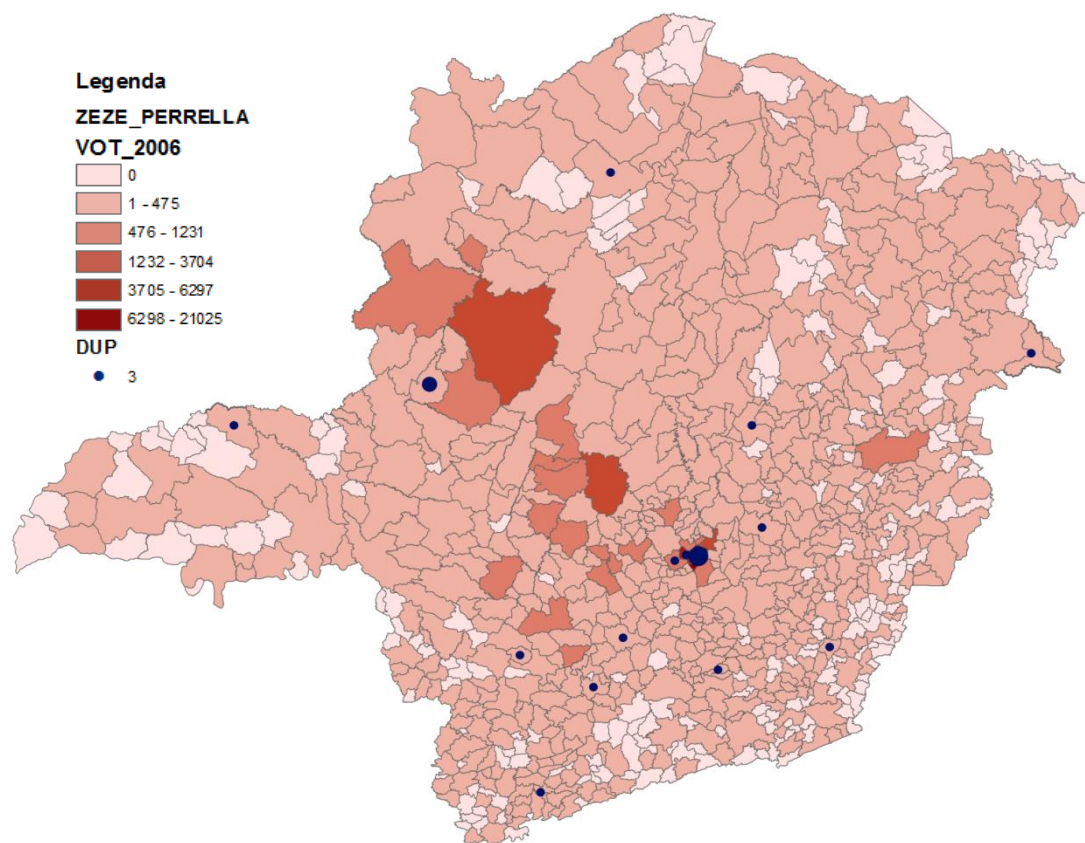 Legenda
ZEZE_PERRELLA
VOT_2006
0
1 - 475
476 - 1231
1232 - 3704
3705 - 6297
6298 - 21025
DUP
3